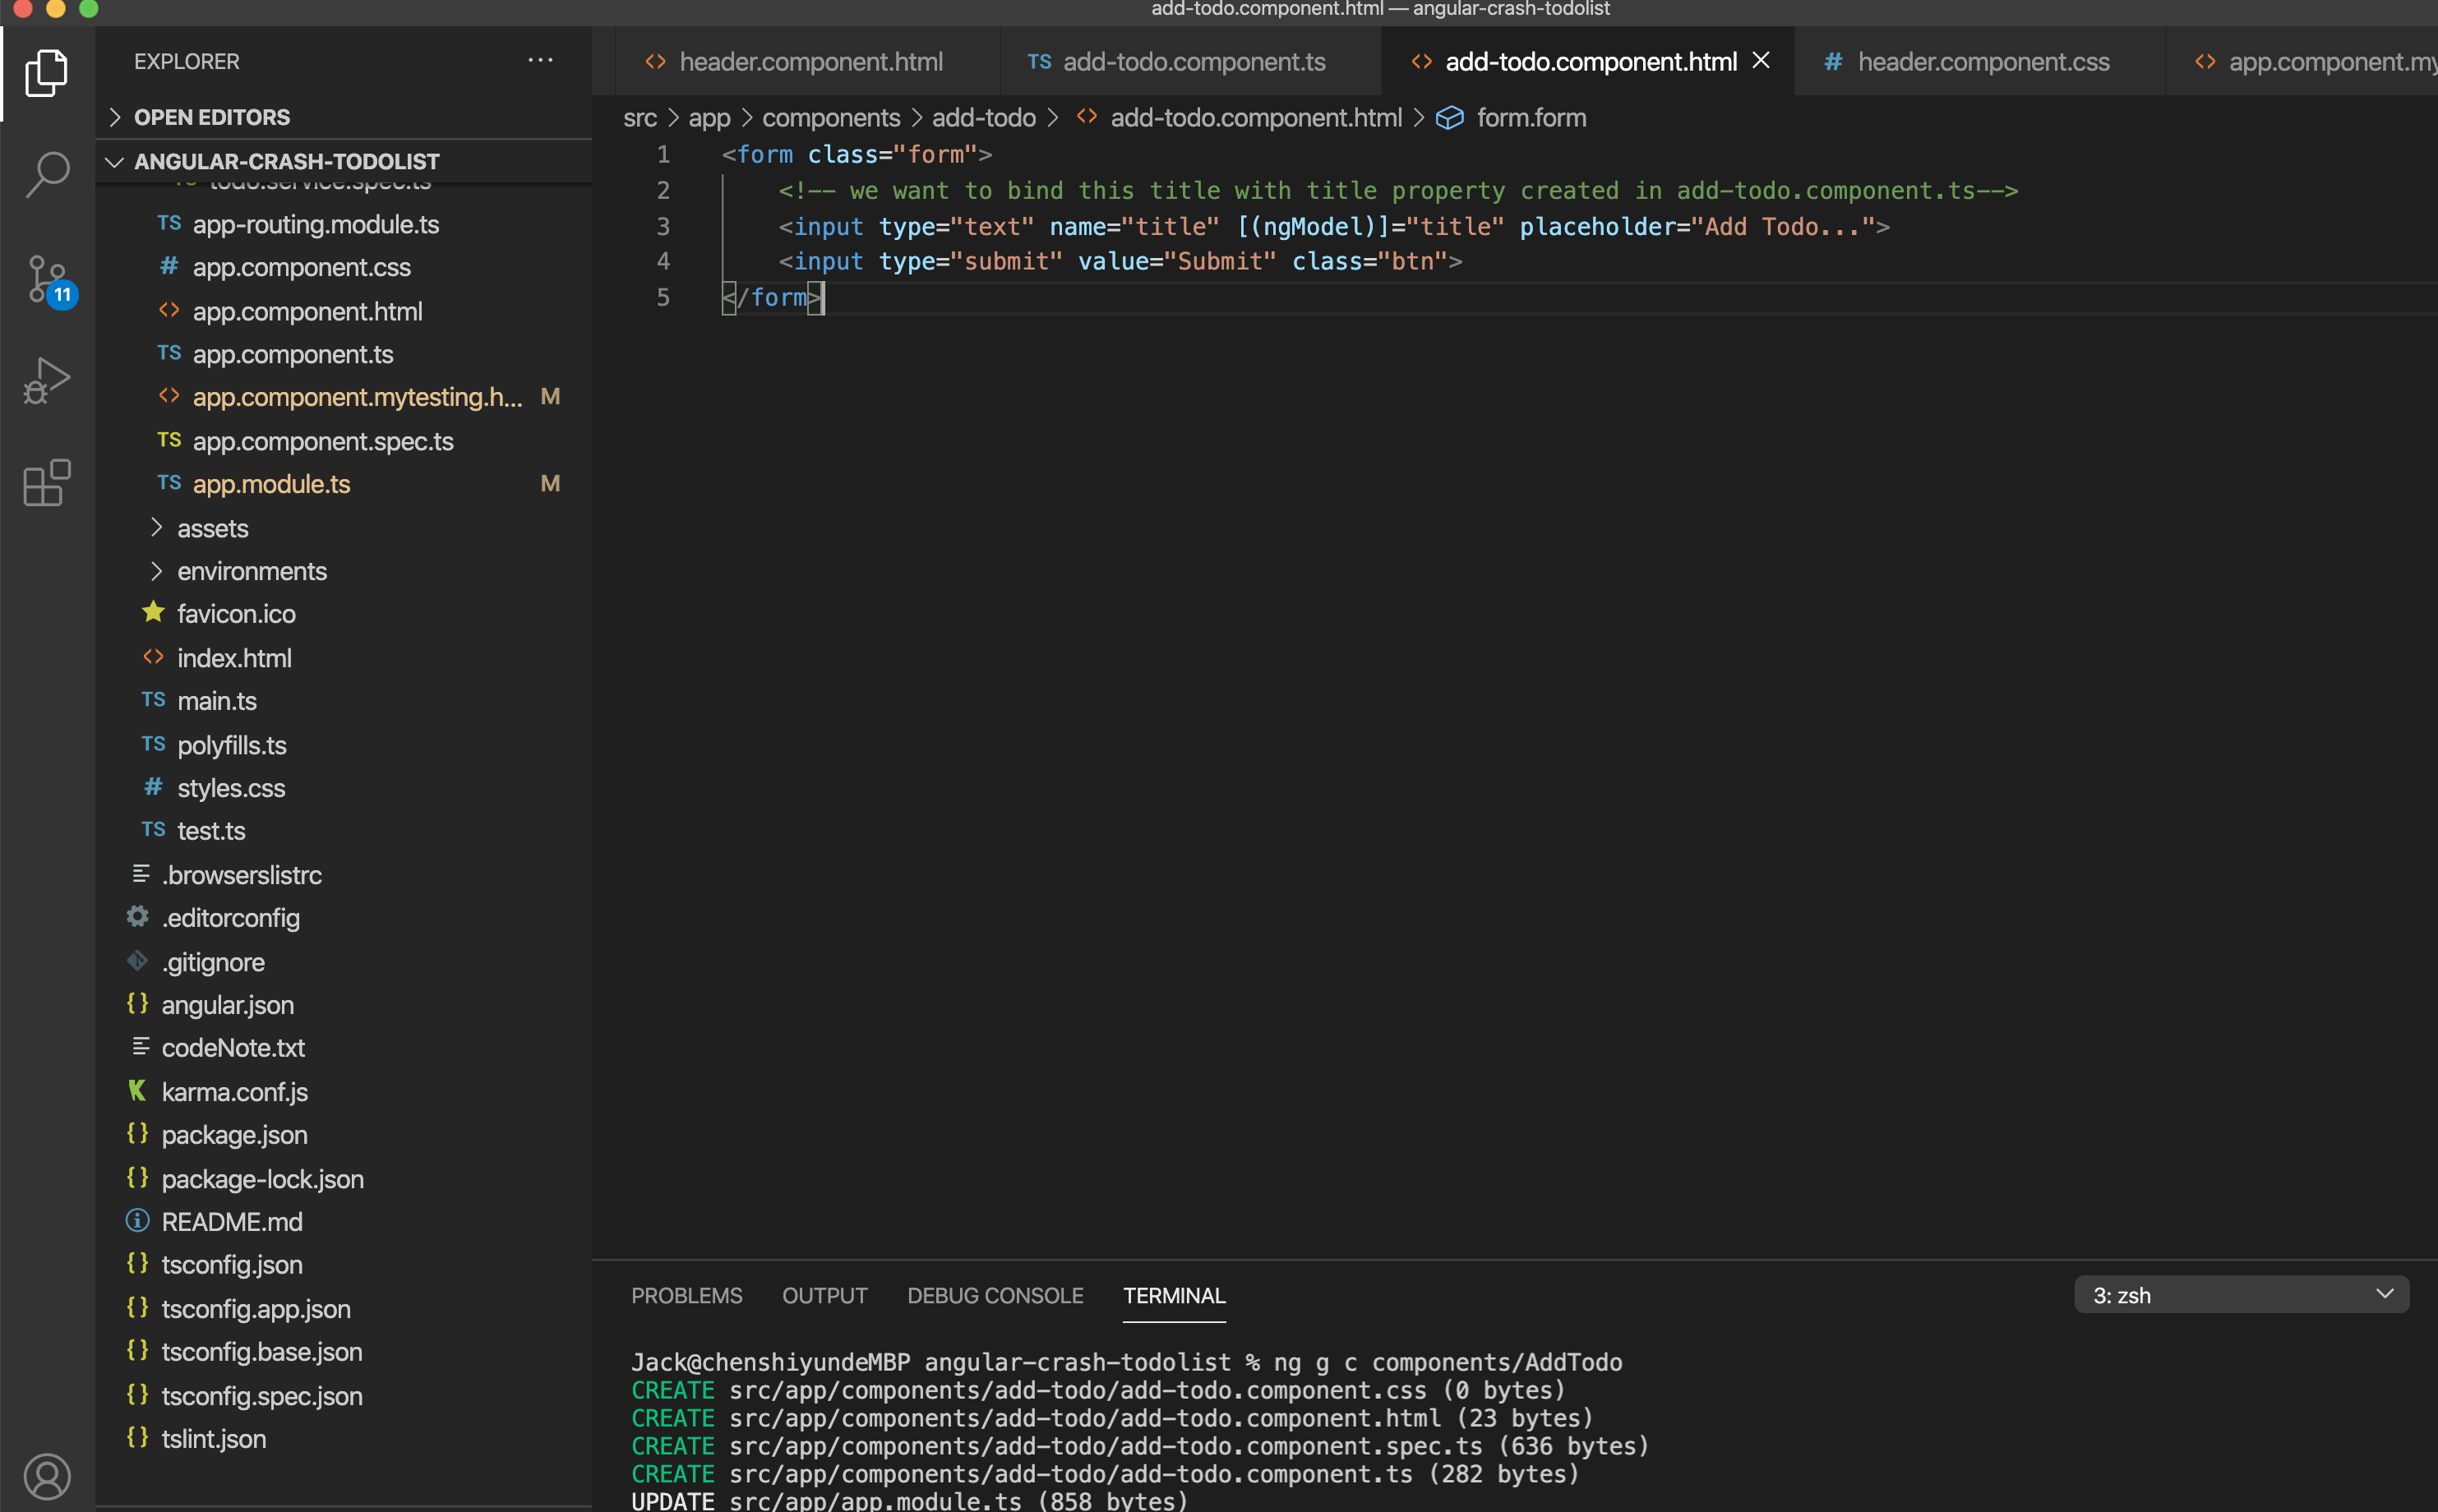 add-todo.component.html — angular-crash-todolist
EXPLORER
OPEN EDITORS
ANGULAR-CRASH-TODOLIST
todo.service.spec.ts
TS app-routing.module.ts
# app.component.css
<> app.component.html
TS app.component.ts
<> app.component.mytesting.h... M
TS app.component.spec.ts
TS app.module.ts M
assets
environments
favicon.ico
<> index.html
TS main.ts
TS polyfills.ts
# styles.css
TS test.ts
.browserslistrc
.editorconfig
.gitignore
{} angular.json
codeNote.txt
karma.conf.js
{} package.json
{} package-lock.json
README.md
{} tsconfig.json
{} tsconfig.app.json
{} tsconfig.base.json
{} tsconfig.spec.json
{} tslint.json
11
<> header.component.html
TS add-todo.component.ts
<> add-todo.component.html
# header.component.css
<> app.component.my
src > app > components > add-todo > <> add-todo.component.html > form.form
1 <form class="form">
2 <!-- we want to bind this title with title property created in add-todo.component.ts-->
3 <input type="text" name="title" [(ngModel)]="title" placeholder="Add Todo...">
4 <input type="submit" value="Submit" class="btn">
5 </form>
PROBLEMS OUTPUT DEBUG CONSOLE TERMINAL
3: zsh
Jack@chenshiyundeMBP angular-crash-todolist % ng g c components/AddTodo
CREATE src/app/components/add-todo/add-todo.component.css (0 bytes)
CREATE src/app/components/add-todo/add-todo.component.html (23 bytes)
CREATE src/app/components/add-todo/add-todo.component.spec.ts (636 bytes)
CREATE src/app/components/add-todo/add-todo.component.ts (282 bytes)
UPDATE src/app/app.module.ts (858 bytes)